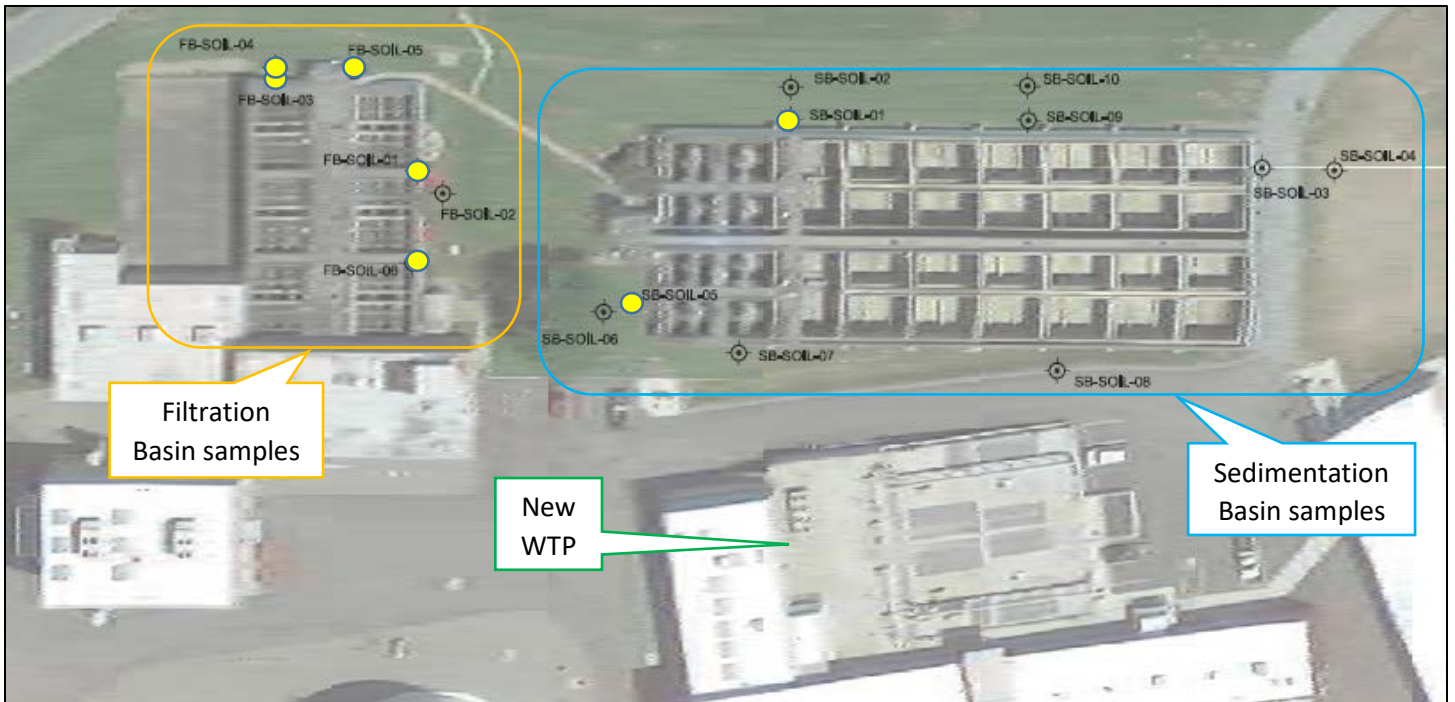 FB-SOIL-04
FB-SOIL-05
FB-SOIL-03
FB-SOIL-01
FB-SOIL-02
FB-SOIL-06
SB-SOIL-02
SB-SOIL-10
SB-SOIL-01
SB-SOIL-09
SB-SOIL-04
SB-SOIL-03
SB-SOIL-05
SB-SOIL-06
SB-SOIL-07
SB-SOIL-08
Filtration
Basin samples
New
WTP
Sedimentation
Basin samples